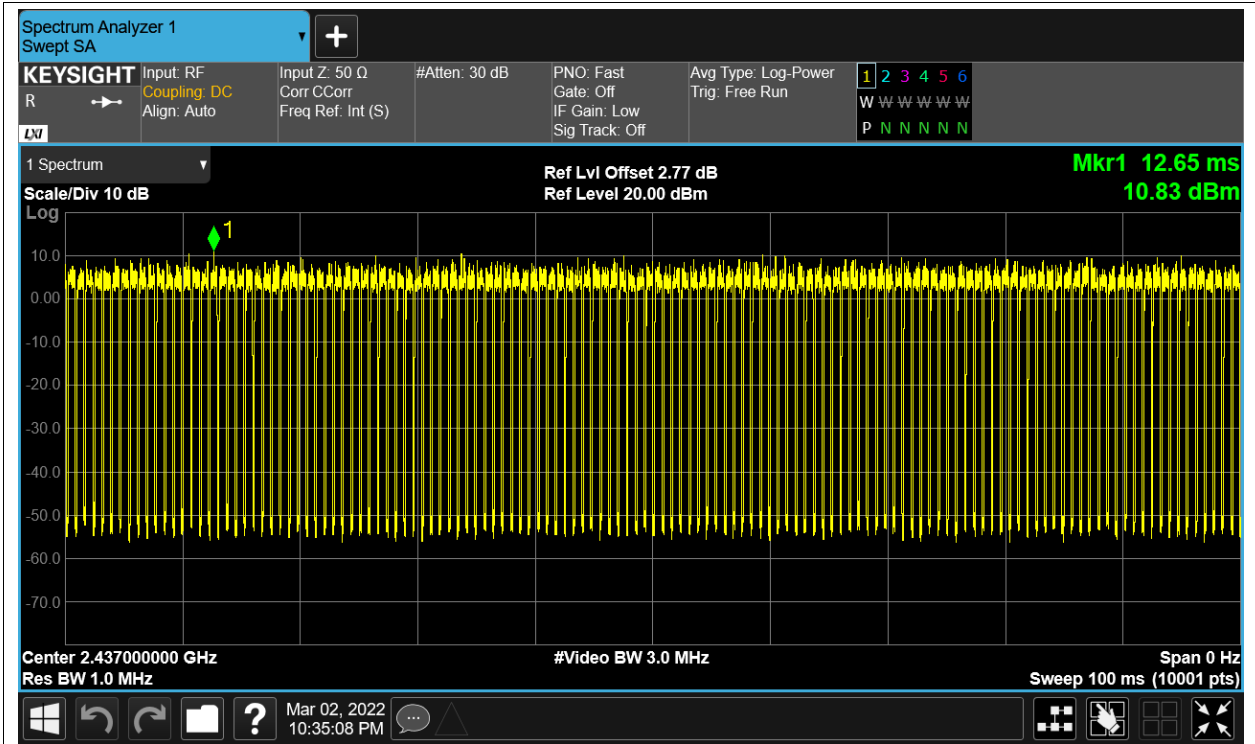 Spectrum Analyzer 1
Swept SA
KEYSIGHT Input: RF Input Z: 50 Ω #Atten: 30 dB PNO: Fast Avg Type: Log-Power 1 2 3 4 5 6
R Coupling: DC Corr CCorr Gate: Off Trig: Free Run W W W W W W
Align: Auto Freq Ref: Int (S) IF Gain: Low
LXI Sig Track: Off P N N N N N
1 Spectrum Ref Lvl Offset 2.77 dB Mkr1 12.65 ms
Scale/Div 10 dB Ref Level 20.00 dBm 10.83 dBm
Log
1
10.0
0.00
-10.0
-20.0
-30.0
-40.0
-50.0
-60.0
-70.0
Center 2.437000000 GHz #Video BW 3.0 MHz Span 0 Hz
Res BW 1.0 MHz Sweep 100 ms (10001 pts)
? Mar 02, 2022
10:35:08 PM